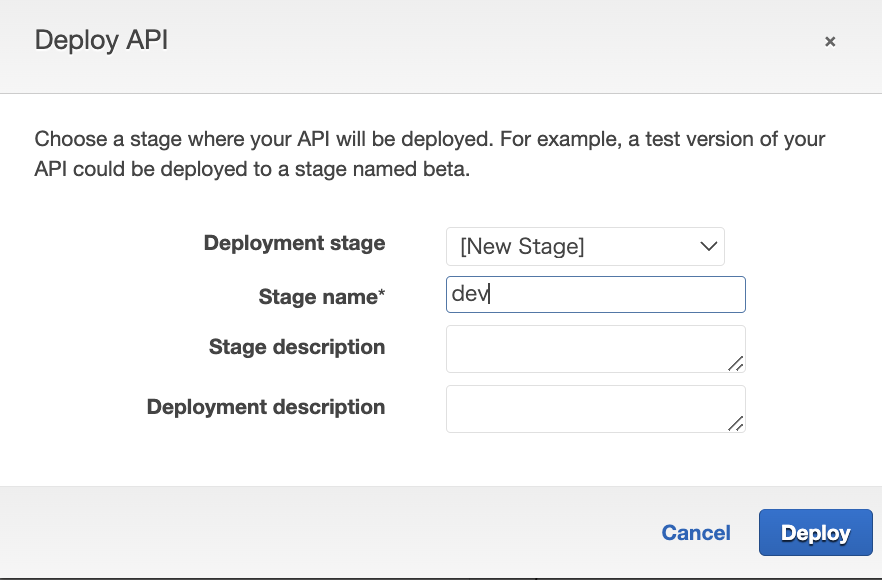 Deploy API
×
Choose a stage where your API will be deployed. For example, a test version of your
API could be deployed to a stage named beta.
Deployment stage [New Stage]
Stage name* dev
Stage description
Deployment description
Cancel Deploy